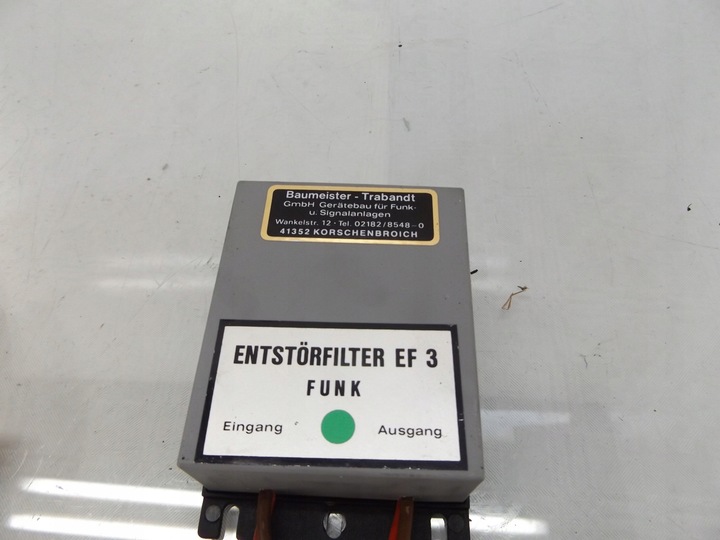 Baumeister - Trabandt
GmbH Gerätebau für Funk-
u. Signalanlagen
Wankelstr. 12 · Tel. 02182/8548-0
41352 KORSCHENBROICH
ENTSTÖRFILTER EF 3
FUNK
Eingang Ausgang